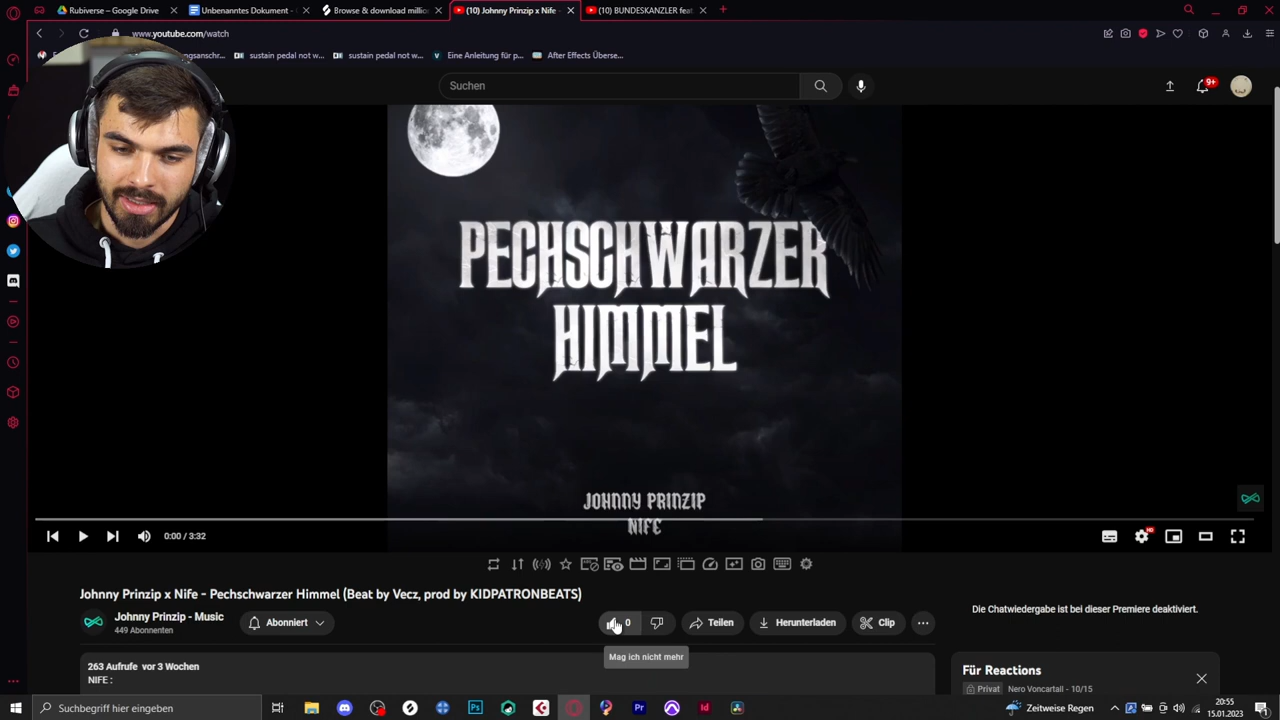 Rubiverse – Google Drive
Unbenanntes Dokument -
Browse & download millio
(10) Johnny Prinzip x Nife -
(10) BUNDESKANZLER feat
www.youtube.com/watch
sustain pedal not w...
sustain pedal not w...
Eine Anleitung für p...
After Effects Überse...
Suchen
9+
PECHSCHWARZER
HIMMEL
JOHNNY PRINZIP
NIFE
0:00 / 3:32
HD
Johnny Prinzip x Nife - Pechschwarzer Himmel (Beat by Vecz, prod by KIDPATRONBEATS)
Johnny Prinzip - Music
449 Abonnenten
Abonniert
0
Teilen
Herunterladen
Clip
Mag ich nicht mehr
Die Chatwiedergabe ist bei dieser Premiere deaktiviert.
263 Aufrufe vor 3 Wochen
NIFE :
Für Reactions
Privat Nero Voncartail - 10/15
Suchbegriff hier eingeben
Ps
Pr
Id
Zeitweise Regen
20:55
15.01.2023